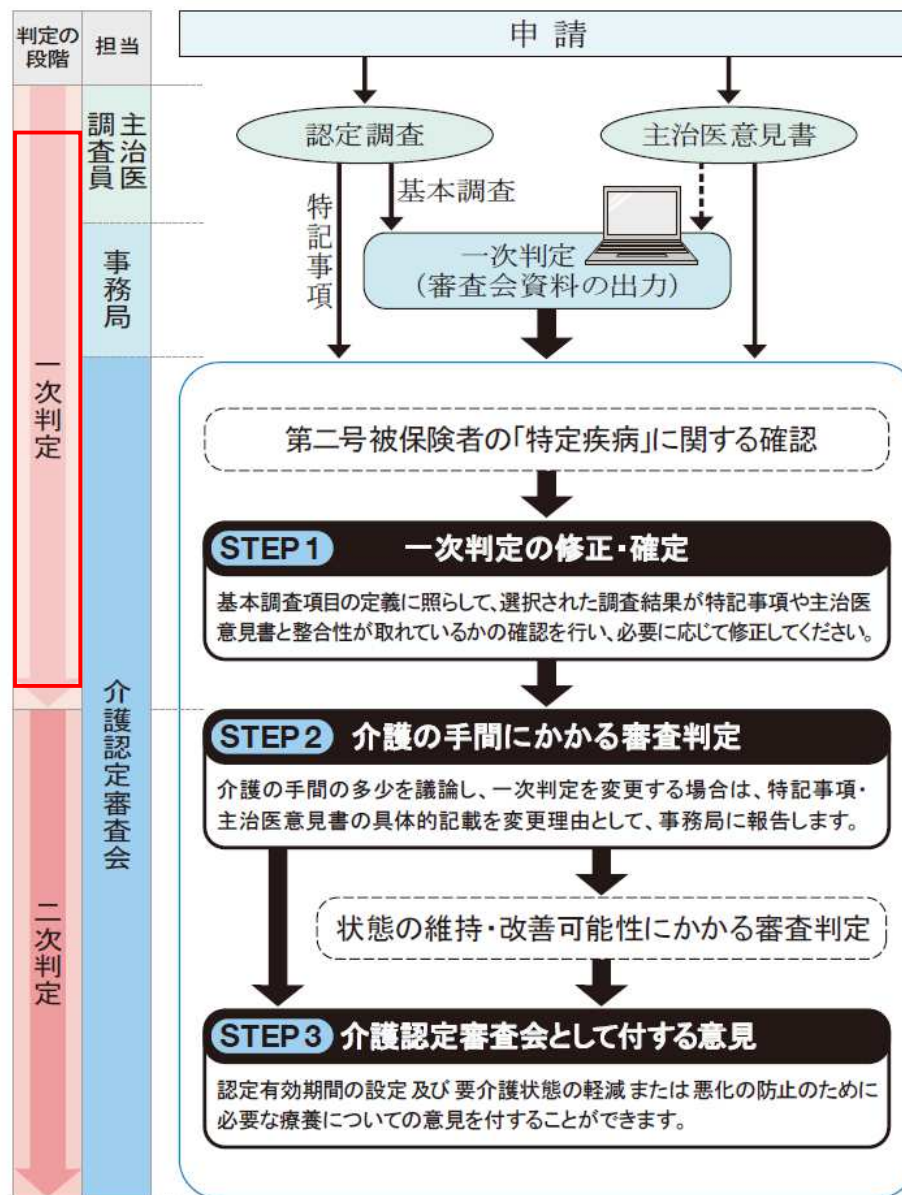 判定の
段階
担当
申請
主治医
調査員
認定調査
主治医意見書
特記事項
基本調査
事務局
一次判定
(審査会資料の出力)
一次判定
第二号被保険者の「特定疾病」に関する確認
STEP1 一次判定の修正・確定
基本調査項目の定義に照らして、選択された調査結果が特記事項や主治医
意見書と整合性が取れているかの確認を行い、必要に応じて修正してください。
介護認定審査会
STEP2 介護の手間にかかる審査判定
介護の手間の多少を議論し、一次判定を変更する場合は、特記事項・
主治医意見書の具体的記載を変更理由として、事務局に報告します。
状態の維持・改善可能性にかかる審査判定
二次判定
STEP3 介護認定審査会として付する意見
認定有効期間の設定 及び 要介護状態の軽減 または 悪化の防止のために
必要な療養についての意見を付することができます。